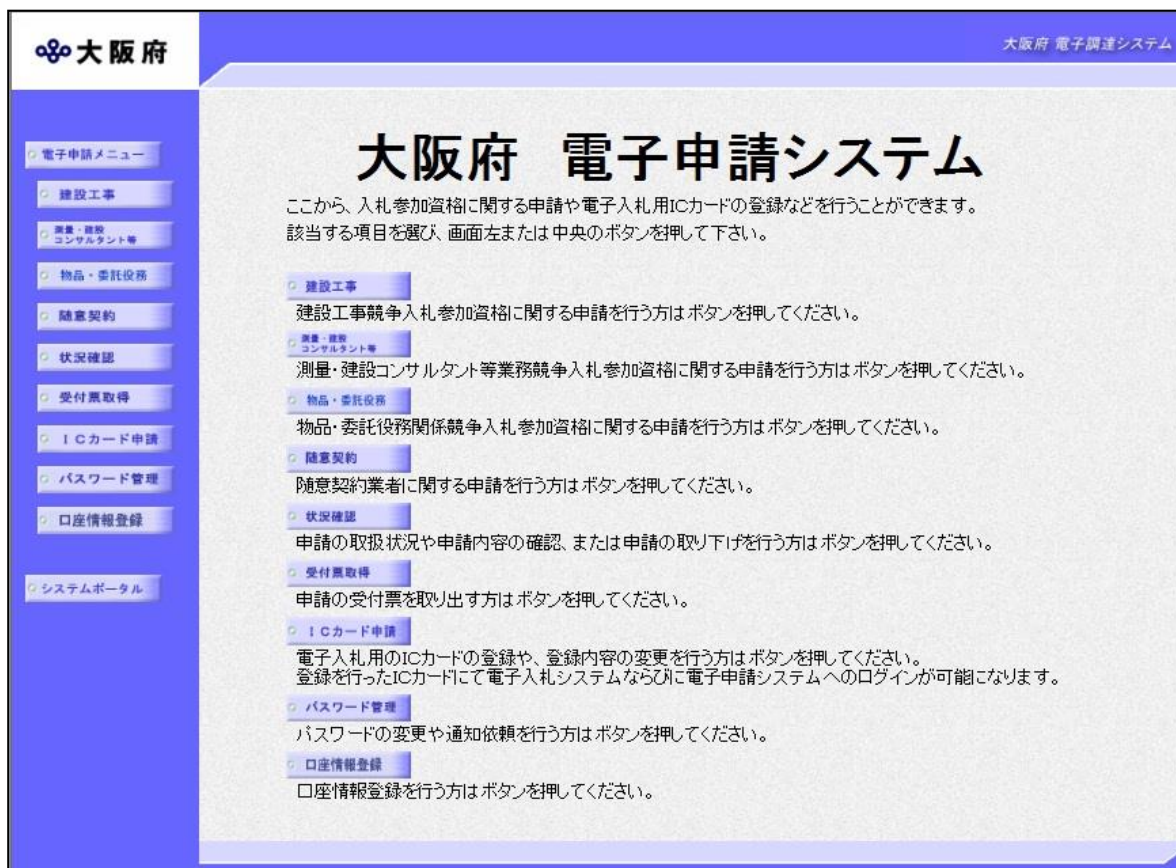 大阪府
大阪府 電子調達システム
電子申請メニュー
建設工事
測量・建設
コンサルタント等
物品・委託役務
随意契約
状況確認
受付票取得
ICカード申請
パスワード管理
口座情報登録
システムポータル
大阪府 電子申請システム
ここから、入札参加資格に関する申請や電子入札用ICカードの登録などを行うことができます。
該当する項目を選び、画面左または中央のボタンを押して下さい。
建設工事
建設工事競争入札参加資格に関する申請を行う方はボタンを押してください。
測量・建設
コンサルタント等
測量・建設コンサルタント等業務競争入札参加資格に関する申請を行う方はボタンを押してください。
物品・委託役務
物品・委託役務関係競争入札参加資格に関する申請を行う方はボタンを押してください。
随意契約
随意契約業者に関する申請を行う方はボタンを押してください。
状況確認
申請の取扱状況や申請内容の確認、または申請の取り下げを行う方はボタンを押してください。
受付票取得
申請の受付票を取り出す方はボタンを押してください。
ICカード申請
電子入札用のICカードの登録や、登録内容の変更を行う方はボタンを押してください。
登録を行ったICカードにて電子入札システムならびに電子申請システムへのログインが可能になります。
パスワード管理
パスワードの変更や通知依頼を行う方はボタンを押してください。
口座情報登録
口座情報登録を行う方はボタンを押してください。